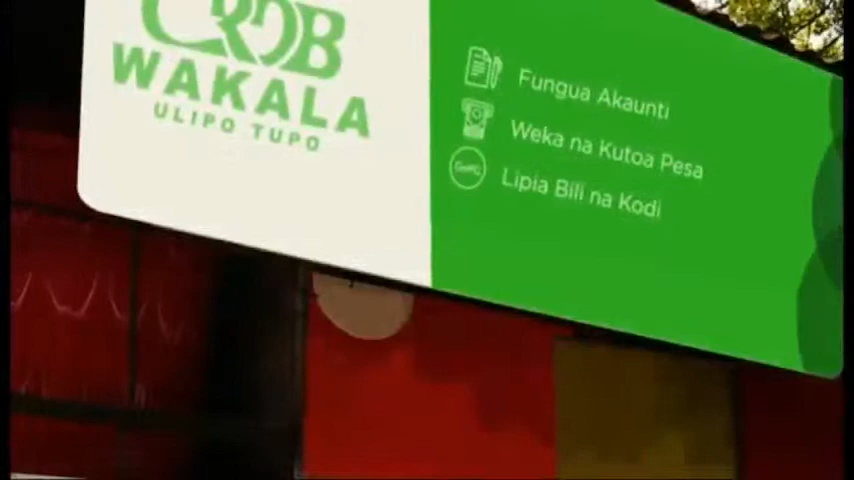 CRDB
WAKALA
ULIPO TUPO
Fungua Akaunti
Weka na Kutoa Pesa
Lipia Bili na Kodi